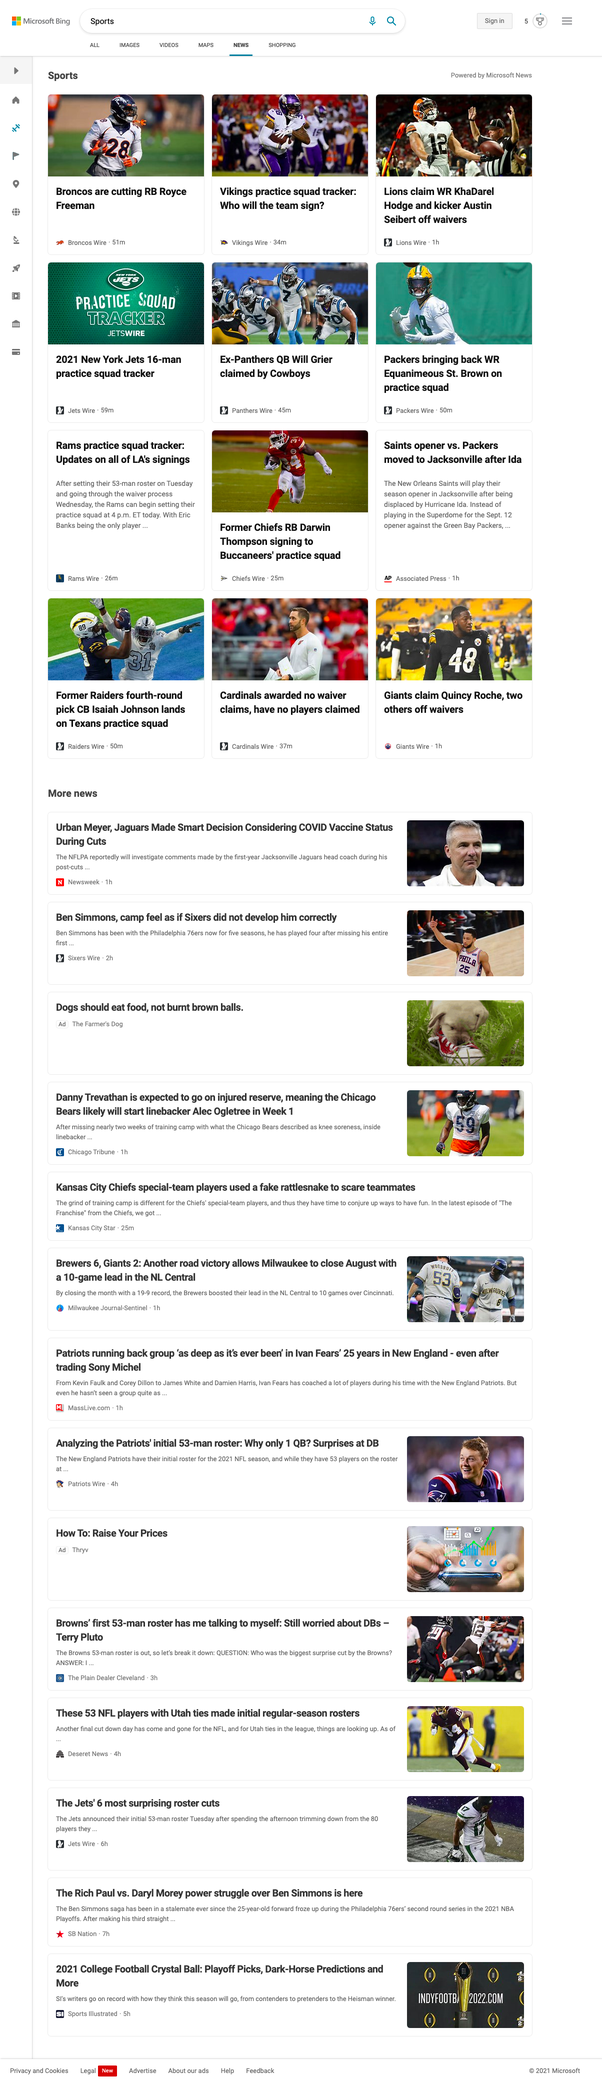 Microsoft Bing
Sports
Sign in
5
ALL IMAGES VIDEOS MAPS NEWS SHOPPING
Sports
Powered by Microsoft News
28
Broncos are cutting RB Royce
Freeman
Broncos Wire · 51m
Vikings practice squad tracker:
Who will the team sign?
Vikings Wire · 34m
12
Lions claim WR KhaDarel
Hodge and kicker Austin
Seibert off waivers
Lions Wire · 1h
NEW YORK
JETS
PRACTICE SQUAD
TRACKER
JETSWIRE
2021 New York Jets 16-man
practice squad tracker
Jets Wire · 59m
7
Ex-Panthers QB Will Grier
claimed by Cowboys
Panthers Wire · 45m
Packers bringing back WR
Equanimeous St. Brown on
practice squad
Packers Wire · 50m
Rams practice squad tracker:
Updates on all of LA's signings
After setting their 53-man roster on Tuesday
and going through the waiver process
Wednesday, the Rams can begin setting their
practice squad at 4 p.m. ET today. With Eric
Banks being the only player ...
Rams Wire · 26m
Former Chiefs RB Darwin
Thompson signing to
Buccaneers' practice squad
Chiefs Wire · 25m
Saints opener vs. Packers
moved to Jacksonville after Ida
The New Orleans Saints will play their
season opener in Jacksonville after being
displaced by Hurricane Ida. Instead of
playing in the Superdome for the Sept. 12
opener against the Green Bay Packers, ...
AP Associated Press · 1h
89
31
Former Raiders fourth-round
pick CB Isaiah Johnson lands
on Texans practice squad
Raiders Wire · 50m
Cardinals awarded no waiver
claims, have no players claimed
Cardinals Wire · 37m
48
Giants claim Quincy Roche, two
others off waivers
Giants Wire · 1h
More news
Urban Meyer, Jaguars Made Smart Decision Considering COVID Vaccine Status
During Cuts
The NFLPA reportedly will investigate comments made by the first-year Jacksonville Jaguars head coach during his
post-cuts ...
N Newsweek · 1h
Ben Simmons, camp feel as if Sixers did not develop him correctly
Ben Simmons has been with the Philadelphia 76ers now for five seasons, he has played four after missing his entire
first ...
Sixers Wire · 2h
PHILA
25
Dogs should eat food, not burnt brown balls.
Ad The Farmer's Dog
Danny Trevathan is expected to go on injured reserve, meaning the Chicago
Bears likely will start linebacker Alec Ogletree in Week 1
After missing nearly two weeks of training camp with what the Chicago Bears described as knee soreness, inside
linebacker ...
Chicago Tribune · 1h
59
Kansas City Chiefs special-team players used a fake rattlesnake to scare teammates
The grind of training camp is different for the Chiefs' special-team players, and thus they have time to conjure up ways to have fun. In the latest episode of "The
Franchise" from the Chiefs, we got ...
Kansas City Star · 25m
Brewers 6, Giants 2: Another road victory allows Milwaukee to close August with
a 10-game lead in the NL Central
By closing the month with a 19-9 record, the Brewers boosted their lead in the NL Central to 10 games over Cincinnati.
Milwaukee Journal-Sentinel · 1h
53
Patriots running back group 'as deep as it's ever been' in Ivan Fears' 25 years in New England - even after
trading Sony Michel
From Kevin Faulk and Corey Dillon to James White and Damien Harris, Ivan Fears has coached a lot of players during his time with the New England Patriots. But
even he hasn't seen a group quite as ...
MassLive.com · 1h
Analyzing the Patriots' initial 53-man roster: Why only 1 QB? Surprises at DB
The New England Patriots have their initial roster for the 2021 NFL season, and while they have 53 players on the roster
at ...
Patriots Wire · 4h
How To: Raise Your Prices
Ad Thryv
Browns' first 53-man roster has me talking to myself: Still worried about DBs –
Terry Pluto
The Browns 53-man roster is out, so let's break it down: QUESTION: Who was the biggest surprise cut by the Browns?
ANSWER: I ...
The Plain Dealer Cleveland · 3h
12
These 53 NFL players with Utah ties made initial regular-season rosters
Another final cut down day has come and gone for the NFL, and for Utah ties in the league, things are looking up. As of
...
Deseret News · 4h
The Jets' 6 most surprising roster cuts
The Jets announced their initial 53-man roster Tuesday after spending the afternoon trimming down from the 80
players they ...
Jets Wire · 6h
17
The Rich Paul vs. Daryl Morey power struggle over Ben Simmons is here
The Ben Simmons saga has been in a stalemate ever since the 25-year-old forward froze up during the Philadelphia 76ers' second round series in the 2021 NBA
Playoffs. After making his third straight ...
SB Nation · 7h
2021 College Football Crystal Ball: Playoff Picks, Dark-Horse Predictions and
More
SI's writers go on record with how they think this season will go, from contenders to pretenders to the Heisman winner.
Sports Illustrated · 5h
INDYFOOTBA 2022.COM
Privacy and Cookies Legal New Advertise About our ads Help Feedback © 2021 Microsoft